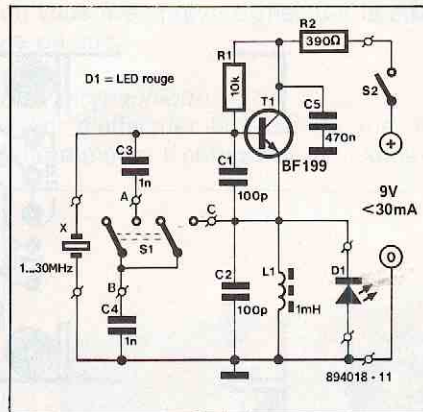 R2
390Ω
R1
10k
D1 = LED rouge
T1
C5
470n
S2
BF199
+
C3
1n
A
C1
100p
C
9V
<30mA
X
1...30MHz
S1
B
C4
1n
C2
100p
L1
1mH
D1
0
894018 - 11